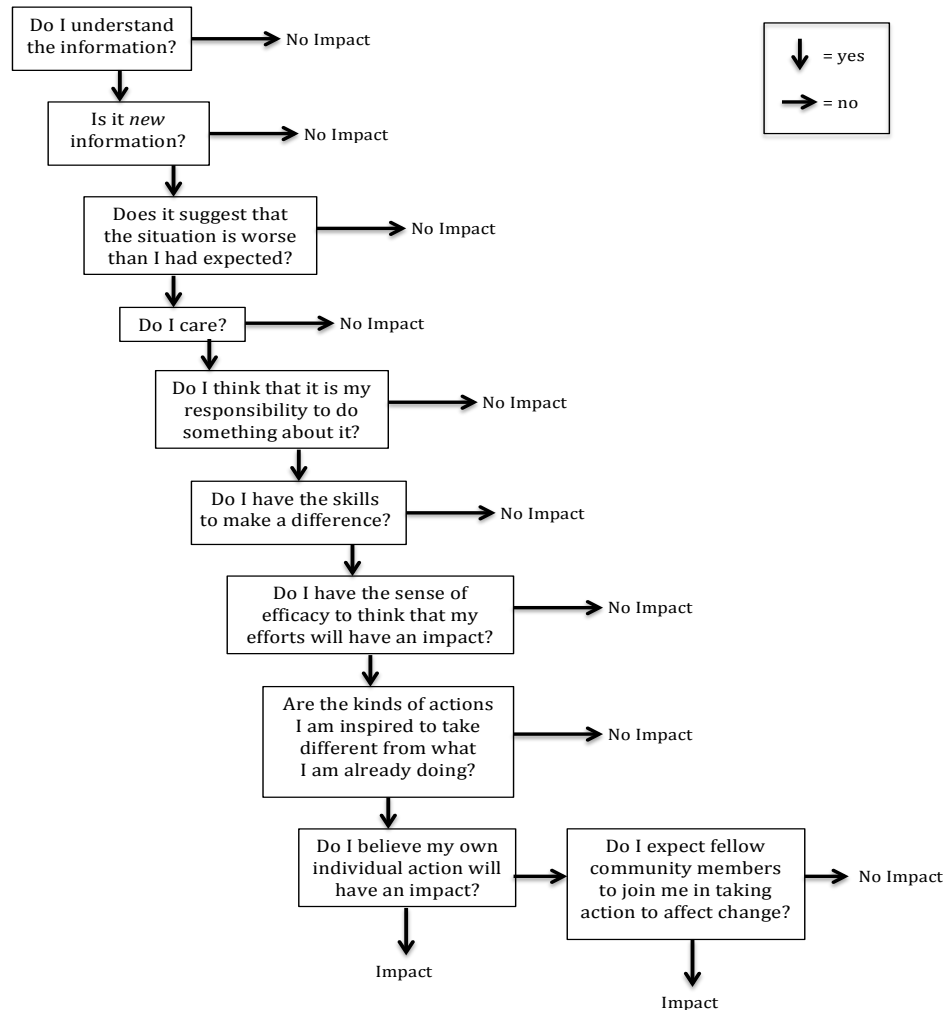 Do I understand
the information?
No Impact
= yes
= no
Is it new
information?
No Impact
Does it suggest that
the situation is worse
than I had expected?
No Impact
Do I care?
No Impact
Do I think that it is my
responsibility to do
something about it?
No Impact
Do I have the skills
to make a difference?
No Impact
Do I have the sense of
efficacy to think that my
efforts will have an impact?
No Impact
Are the kinds of actions
I am inspired to take
different from what
I am already doing?
No Impact
Do I believe my own
individual action will
have an impact?
Do I expect fellow
community members
to join me in taking
action to affect change?
No Impact
Impact
Impact